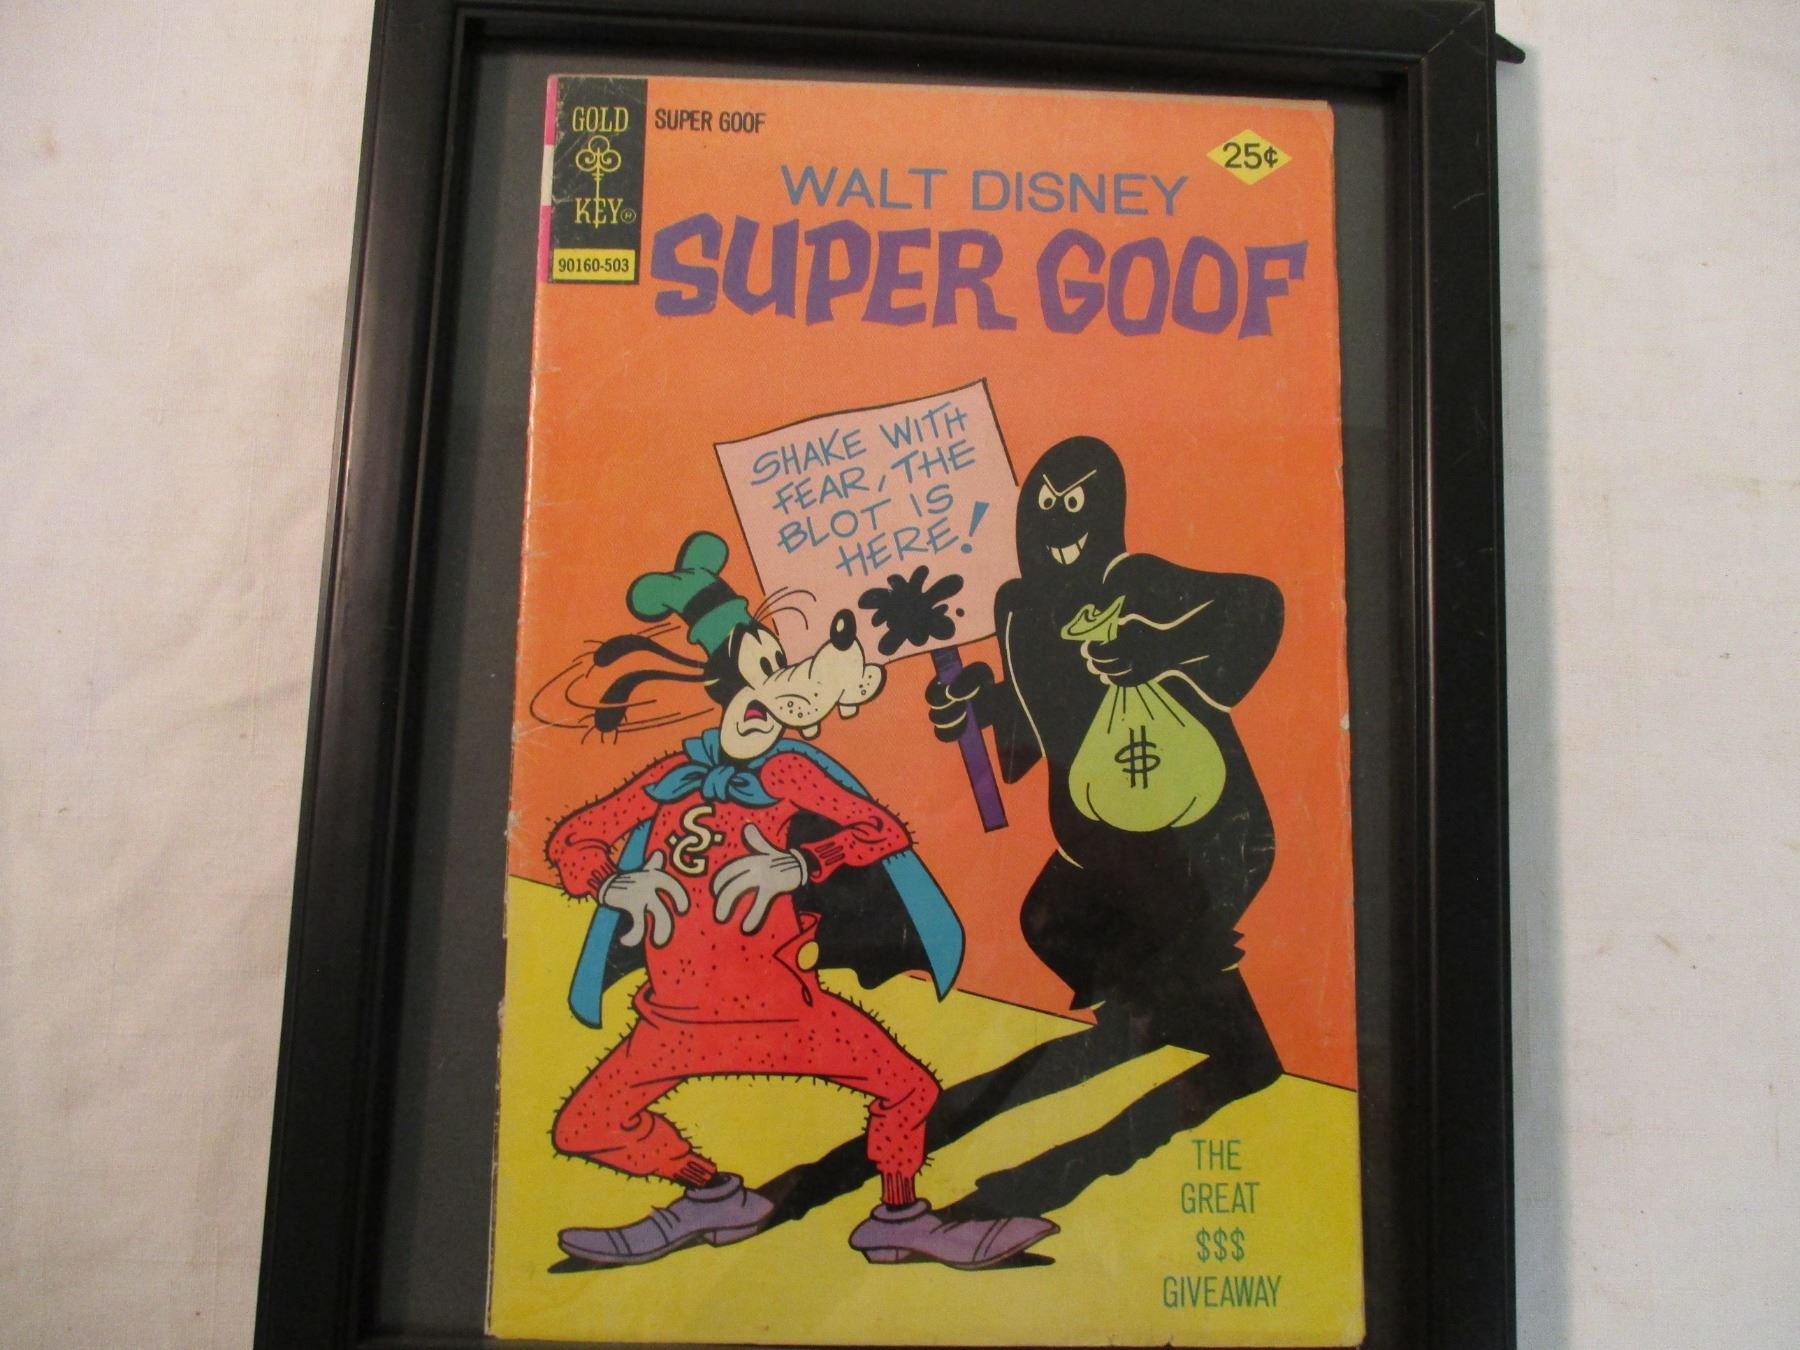 GOLD
KEY®
90160-503
SUPER GOOF
25¢
WALT DISNEY
SUPER GOOF
SHAKE WITH
FEAR, THE
BLOT IS
HERE!
$
SG
THE
GREAT
$$$
GIVEAWAY